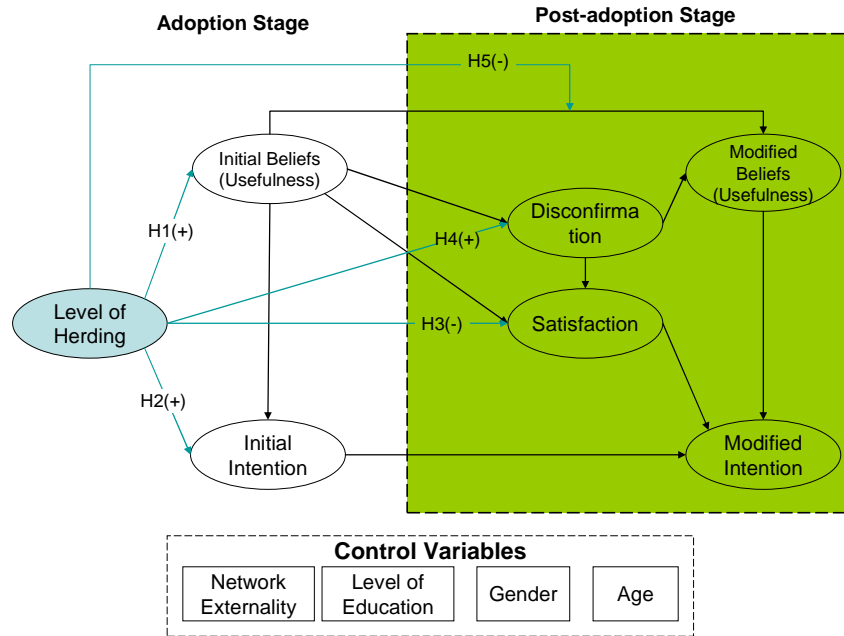 Adoption Stage
Post-adoption Stage
H5(-)
Initial Beliefs
(Usefulness)
Modified
Beliefs
(Usefulness)
Disconfirma
tion
H1(+)
H4(+)
Level of
Herding
H3(-)
Satisfaction
H2(+)
Initial
Intention
Modified
Intention
Control Variables
Network
Externality
Level of
Education
Gender
Age